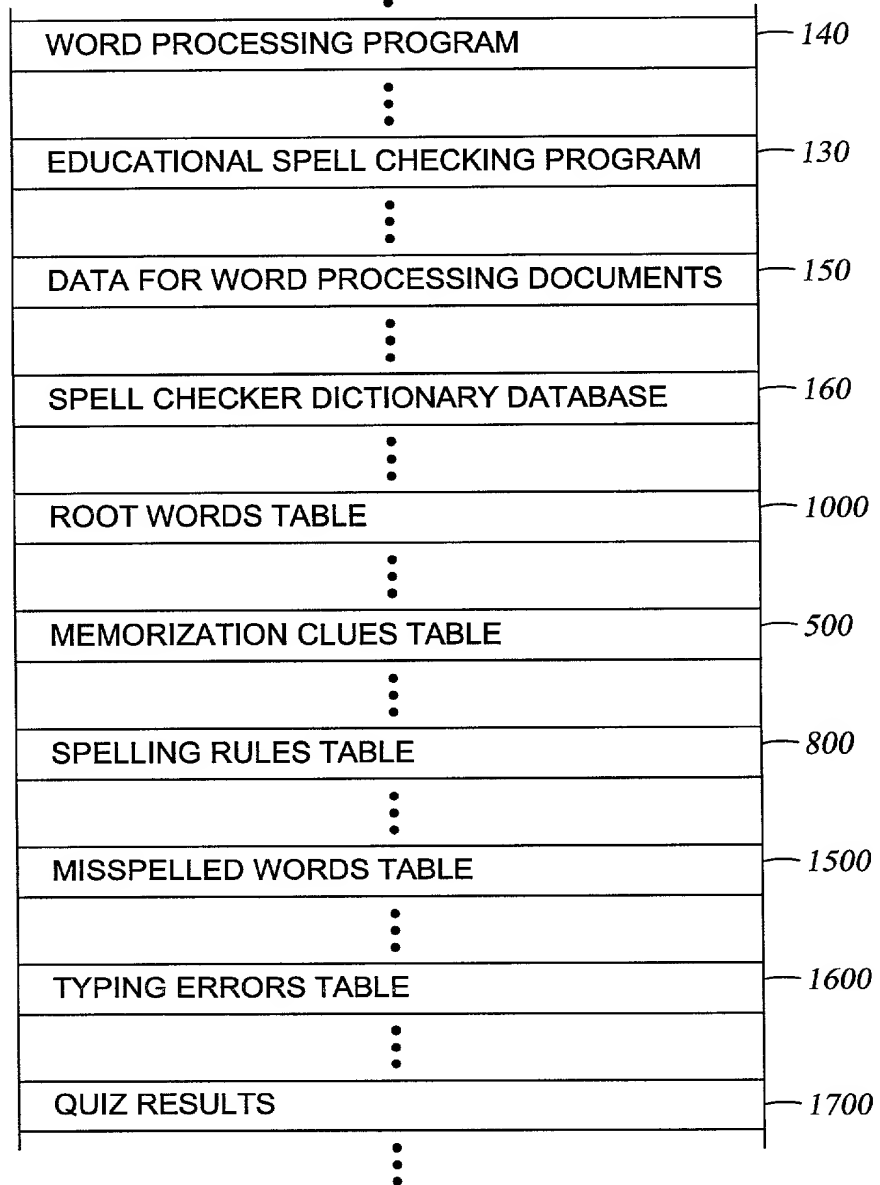 WORD PROCESSING PROGRAM 140
EDUCATIONAL SPELL CHECKING PROGRAM 130
DATA FOR WORD PROCESSING DOCUMENTS 150
SPELL CHECKER DICTIONARY DATABASE 160
ROOT WORDS TABLE 1000
MEMORIZATION CLUES TABLE 500
SPELLING RULES TABLE 800
MISSPELLED WORDS TABLE 1500
TYPING ERRORS TABLE 1600
QUIZ RESULTS 1700